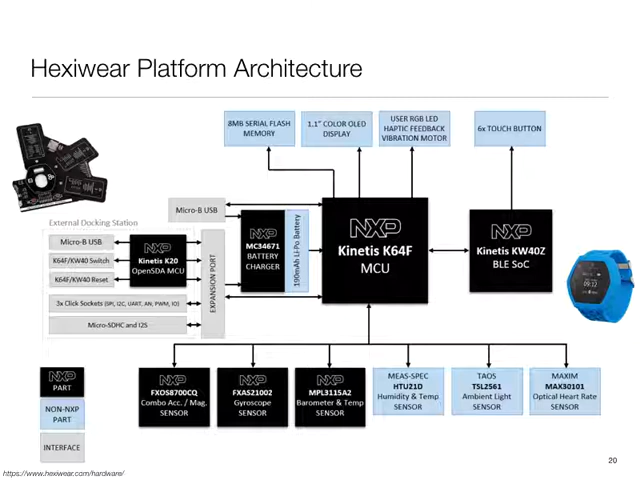 Hexiwear Platform Architecture
8MB SERIAL FLASH
MEMORY
1.1" COLOR OLED
DISPLAY
USER RGB LED
HAPTIC FEEDBACK
VIBRATION MOTOR
6x TOUCH BUTTON
Micro-B USB
External Docking Station
Micro-B USB
K64F/KW40 Switch
K64F/KW40 Reset
3x Click Sockets (SPI, I2C, UART, AN, PWM, IO)
Micro-SDHC and I2S
NXP
Kinetis K20
OpenSDA MCU
EXPANSION PORT
NXP
MC34671
BATTERY
CHARGER
190mAh Li-Po Battery
NXP
Kinetis K64F
MCU
NXP
Kinetis KW40Z
BLE SoC
09:12
NXP
FXOS8700CQ
Combo Acc. / Mag.
SENSOR
NXP
FXAS21002
Gyroscope
SENSOR
NXP
MPL3115A2
Barometer & Temp
SENSOR
MEAS-SPEC
HTU21D
Humidity & Temp
SENSOR
TAOS
TSL2561
Ambient Light
SENSOR
MAXIM
MAX30101
Optical Heart Rate
SENSOR
NXP
PART
NON-NXP
PART
INTERFACE
20
https://www.hexiwear.com/hardware/